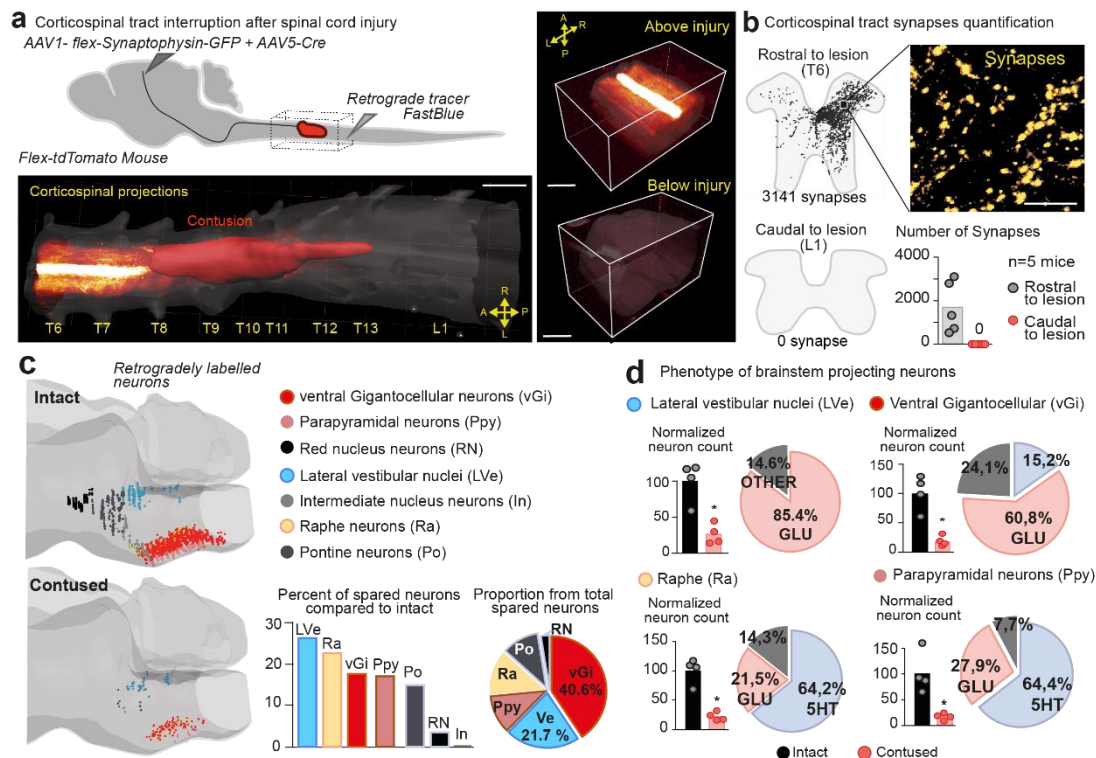 a Corticospinal tract interruption after spinal cord injury
AAV1- flex-Synaptophysin-GFP + AAV5-Cre
Retrograde tracer
FastBlue
Flex-tdTomato Mouse
Corticospinal projections
Contusion
R
A P
L
T6 T7 T8 T9 T10 T11 T12 T13 L1
A
R
L
P
Above injury
Below injury
b Corticospinal tract synapses quantification
Rostral to lesion
(T6)
3141 synapses
Synapses
Caudal to lesion
(L1)
0 synapse
Number of Synapses
4000
2000
0
0
n=5 mice
Rostral
to lesion
Caudal
to lesion
c Retrogradely labelled
neurons
Intact
Contused
ventral Gigantocellular neurons (vGi)
Parapyramidal neurons (Ppy)
Red nucleus neurons (RN)
Lateral vestibular nuclei (LVe)
Intermediate nucleus neurons (In)
Raphe neurons (Ra)
Pontine neurons (Po)
Percent of spared neurons
compared to intact
30
20
10
0
LVe
Ra
vGi
Ppy
Po
RN
In
Proportion from total
spared neurons
RN
Po
Ra
Ppy
vGi
40.6%
Ve
21.7 %
d Phenotype of brainstem projecting neurons
Lateral vestibular nuclei (LVe)
Normalized
neuron count
150
100
50
0
*
14.6%
OTHER
85.4%
GLU
Ventral Gigantocellular (vGi)
Normalized
neuron count
150
100
50
0
*
24,1%
15,2%
60,8%
GLU
Raphe (Ra)
Normalized
neuron count
150
100
50
0
*
14,3%
21,5%
GLU
64,2%
5HT
Parapyramidal neurons (Ppy)
Normalized
neuron count
150
100
50
0
*
7,7%
27,9%
GLU
64,4%
5HT
Intact
Contused